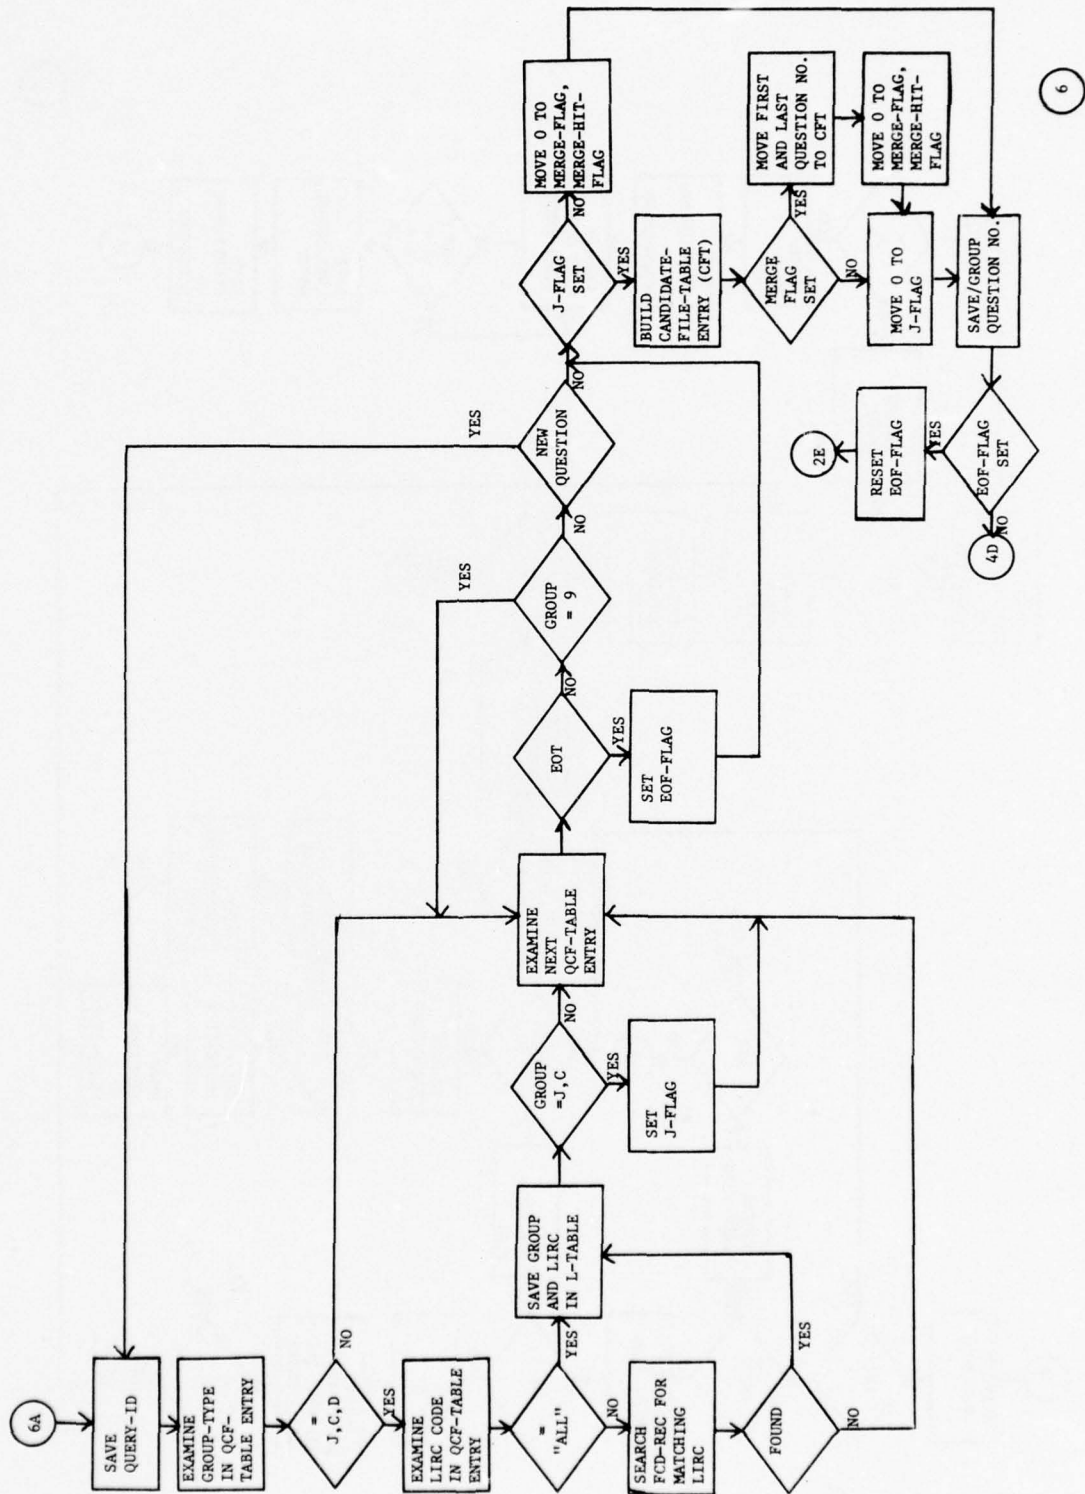 6A
SAVE
QUERY-ID
EXAMINE
GROUP-TYPE
IN QCF-
TABLE ENTRY
=
J,C,D
NO
YES
EXAMINE
LIRC CODE
IN QCF-TABLE
ENTRY
=
"ALL"
YES
NO
SEARCH
FCD-REC FOR
MATCHING
LIRC
FOUND
YES
NO
SAVE GROUP
AND LIRC
IN L-TABLE
GROUP
=J,C
NO
YES
SET
J-FLAG
EXAMINE
NEXT
QCF-TABLE
ENTRY
EOT
NO
YES
SET
EOF-FLAG
GROUP
= 9
YES
NO
NEW
QUESTION
YES
NO
J-FLAG
SET
NO
YES
MOVE 0 TO
MERGE-FLAG,
MERGE-HIT-
FLAG
BUILD
CANDIDATE-
FILE-TABLE
ENTRY (CFT)
MERGE
FLAG
SET
YES
NO
MOVE FIRST
AND LAST
QUESTION NO.
TO CFT
MOVE 0 TO
MERGE-FLAG,
MERGE-HIT-
FLAG
MOVE 0 TO
J-FLAG
SAVE/GROUP
QUESTION NO.
EOF-FLAG
SET
YES
NO
RESET
EOF-FLAG
2E
4D
6